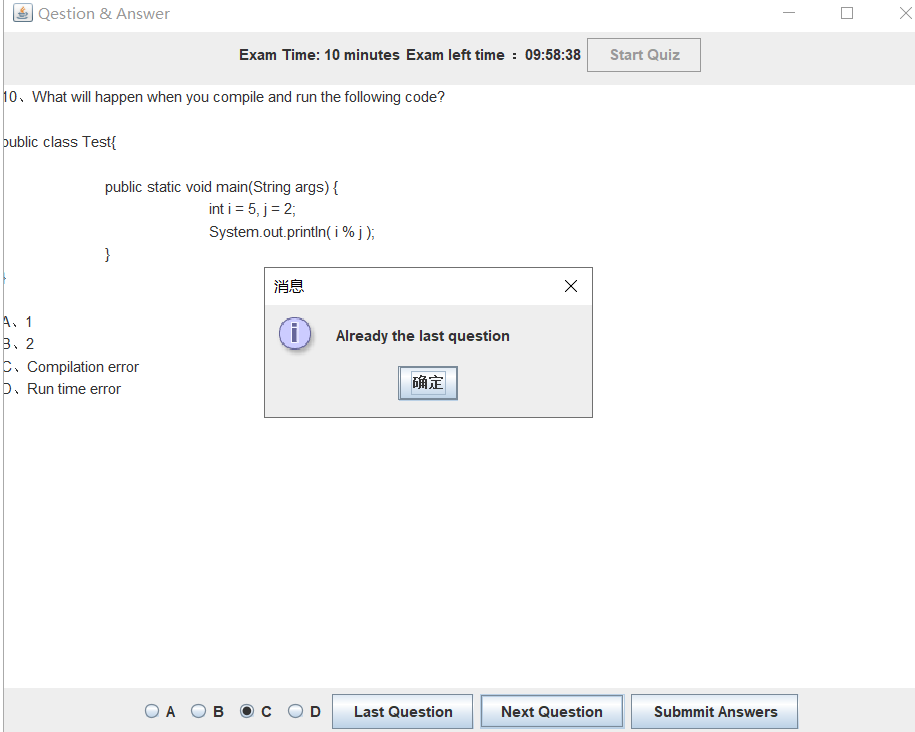 Qestion & Answer
Exam Time: 10 minutes Exam left time : 09:58:38 Start Quiz
10、What will happen when you compile and run the following code?
public class Test{
public static void main(String args) {
int i = 5, j = 2;
System.out.println( i % j );
}
}
消息
Already the last question
确定
A、1
B、2
C、Compilation error
D、Run time error
A B C D Last Question Next Question Submmit Answers